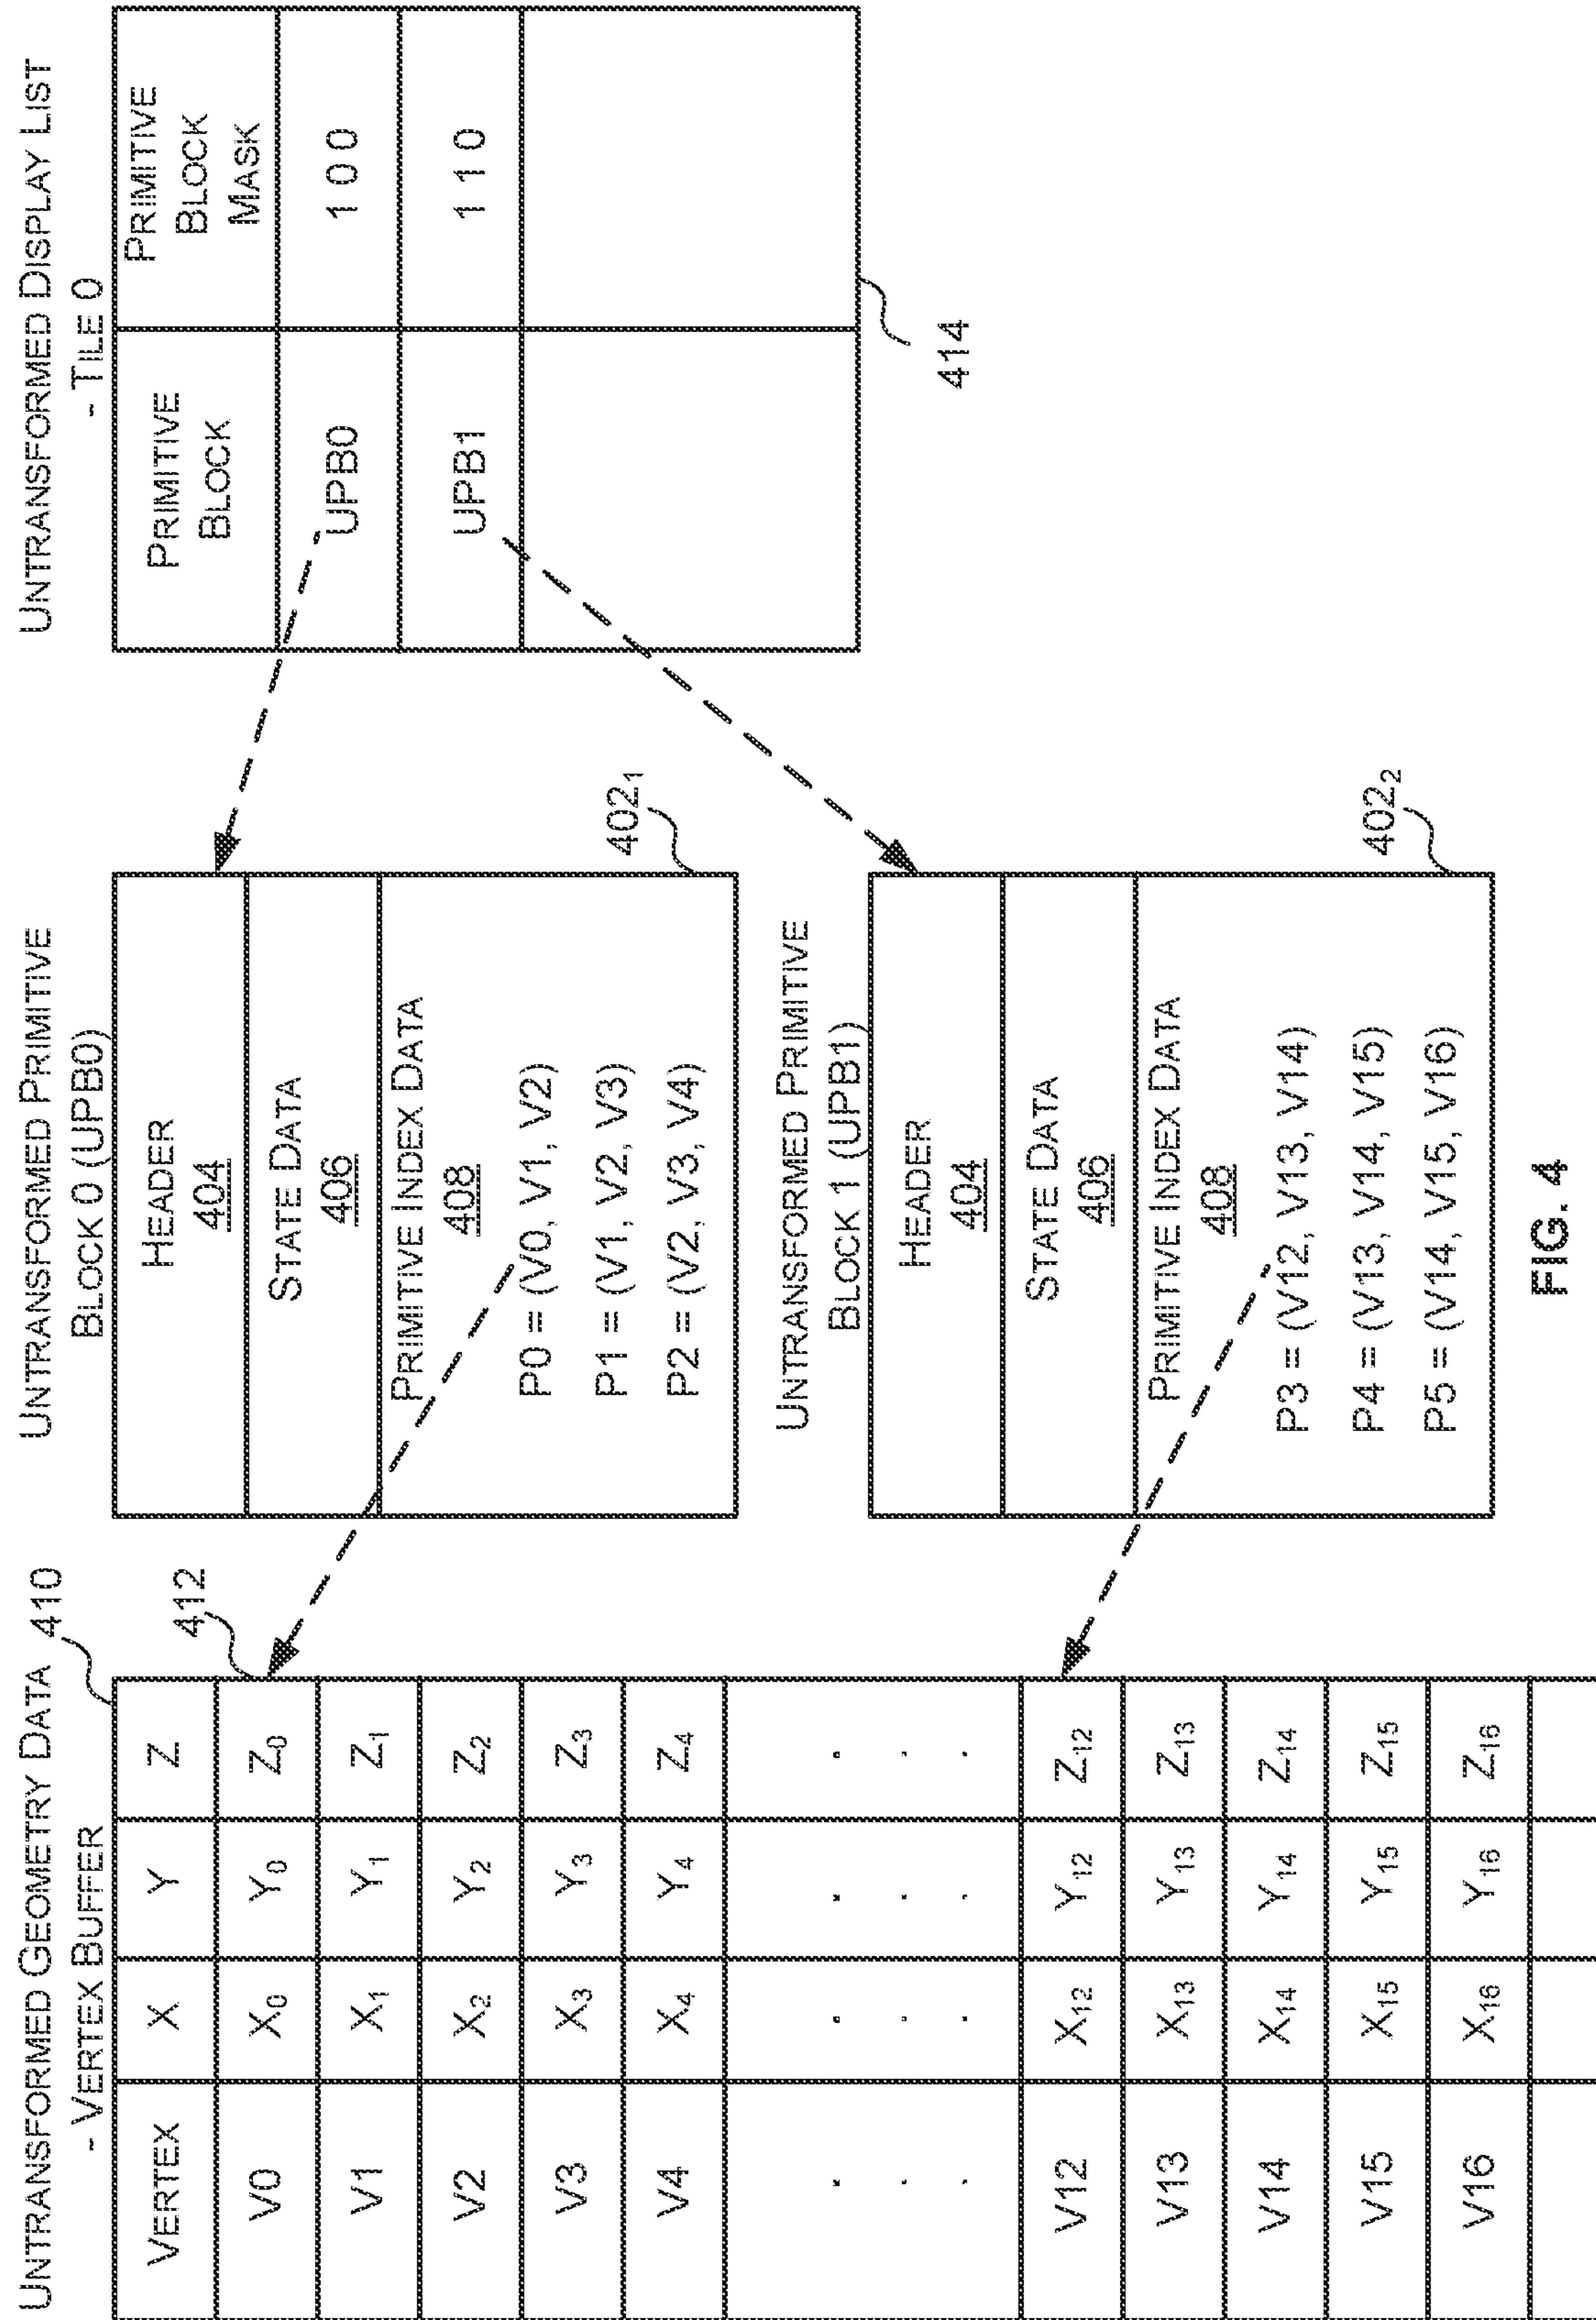 UNTRANSFORMED GEOMETRY DATA 410
- VERTEX BUFFER
412
VERTEX X Y Z
V0 X0 Y0 Z0
V1 X1 Y1 Z1
V2 X2 Y2 Z2
V3 X3 Y3 Z3
V4 X4 Y4 Z4
. . . .
. . . .
. . . .
V12 X12 Y12 Z12
V13 X13 Y13 Z13
V14 X14 Y14 Z14
V15 X15 Y15 Z15
V16 X16 Y16 Z16
UNTRANSFORMED PRIMITIVE
BLOCK 0 (UPB0)
HEADER
404
STATE DATA
406
PRIMITIVE INDEX DATA
408
P0 = (V0, V1, V2)
P1 = (V1, V2, V3)
P2 = (V2, V3, V4)
402₁
UNTRANSFORMED PRIMITIVE
BLOCK 1 (UPB1)
HEADER
404
STATE DATA
406
PRIMITIVE INDEX DATA
408
P3 = (V12, V13, V14)
P4 = (V13, V14, V15)
P5 = (V14, V15, V16)
402₂
UNTRANSFORMED DISPLAY LIST
- TILE 0
PRIMITIVE
BLOCK
PRIMITIVE
BLOCK
MASK
UPB0 1 0 0
UPB1 1 1 0
414
FIG. 4